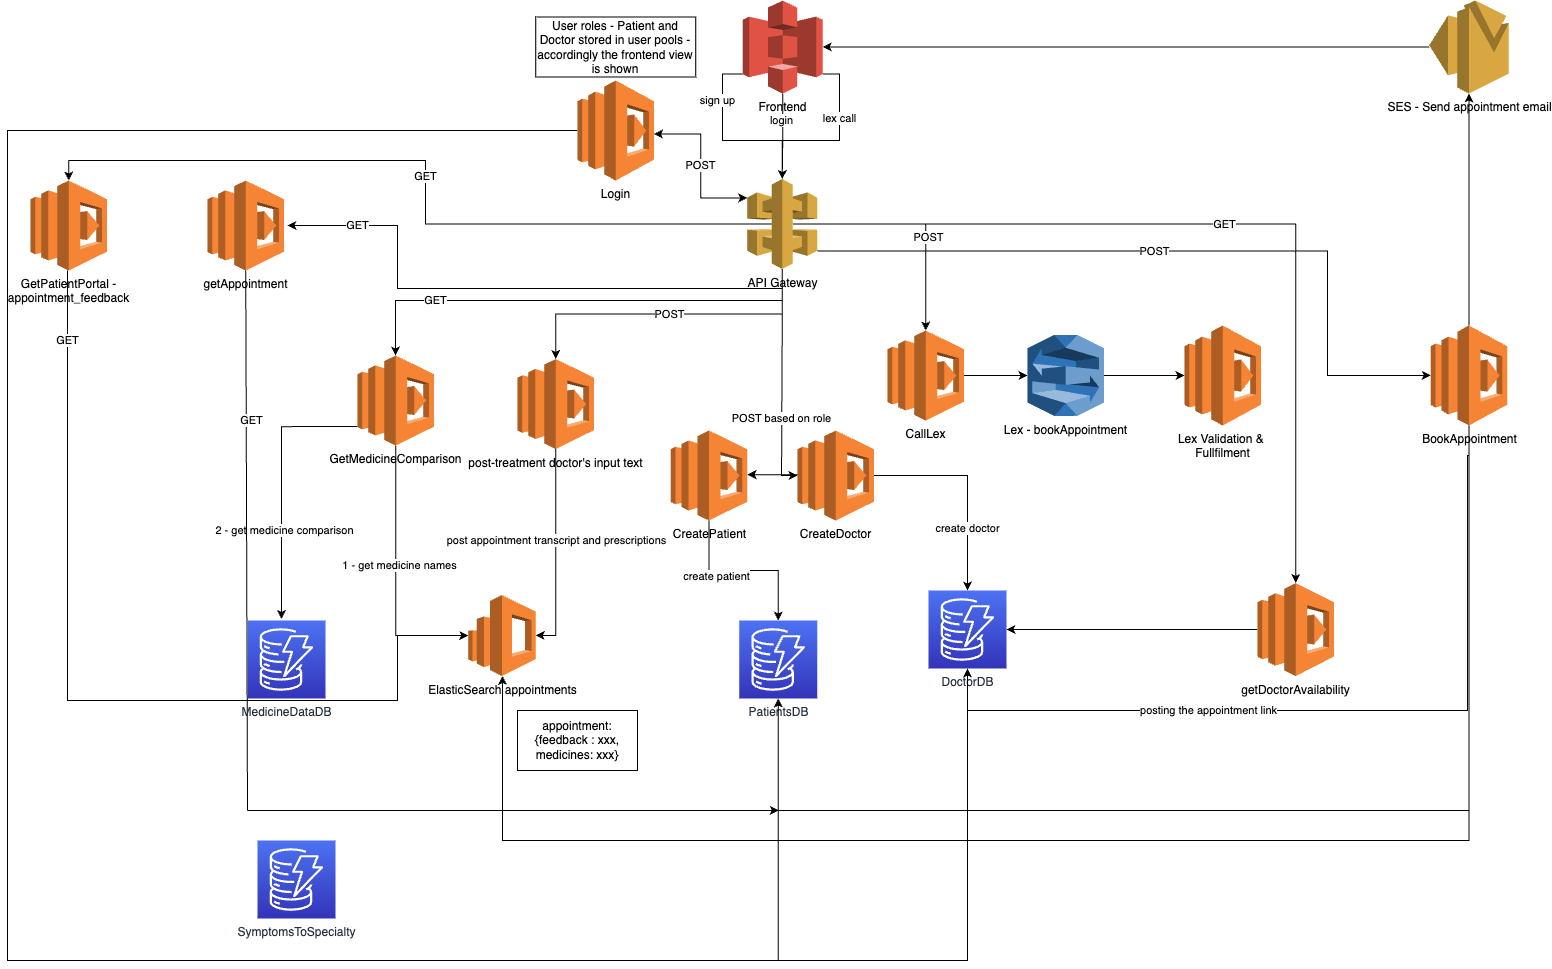 User roles - Patient and
Doctor stored in user pools -
accordingly the frontend view
is shown
sign up
Frontend
login
lex call
SES - Send appointment email
POST
Login
GET
GET
GET
POST
POST
GetPatientPortal -
appointment_feedback
getAppointment
API Gateway
GET
POST
GET
GET
POST based on role
CallLex
Lex - bookAppointment
Lex Validation &
Fullfilment
BookAppointment
GetMedicineComparison
post-treatment doctor's input text
2 - get medicine comparison
1 - get medicine names
post appointment transcript and prescriptions
CreatePatient
CreateDoctor
create doctor
create patient
ElasticSearch appointments
MedicineDataDB
PatientsDB
DoctorDB
getDoctorAvailability
posting the appointment link
appointment:
{feedback : xxx,
medicines: xxx}
SymptomsToSpecialty